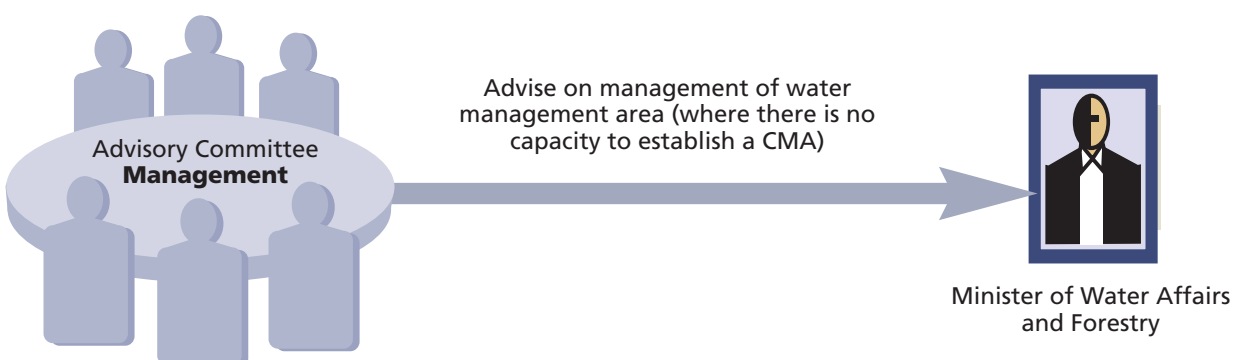 Advisory Committee
Management
Advise on management of water
management area (where there is no
capacity to establish a CMA)
Minister of Water Affairs
and Forestry